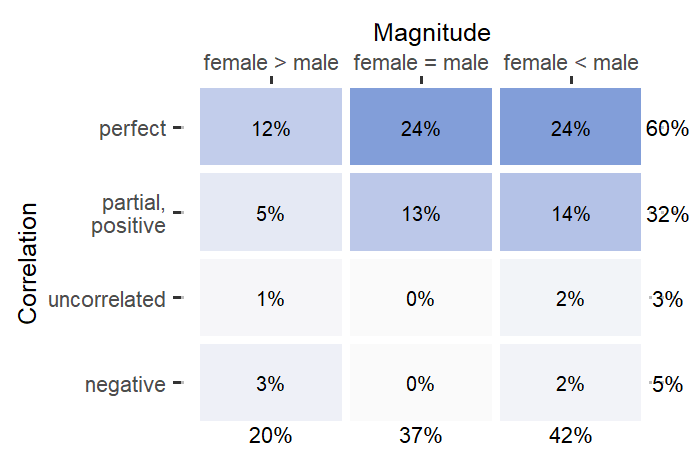 Magnitude
female > male female = male female < male
perfect 12% 24% 24% 60%
partial,
positive 5% 13% 14% 32%
Correlation
uncorrelated 1% 0% 2% 3%
negative 3% 0% 2% 5%
20% 37% 42%